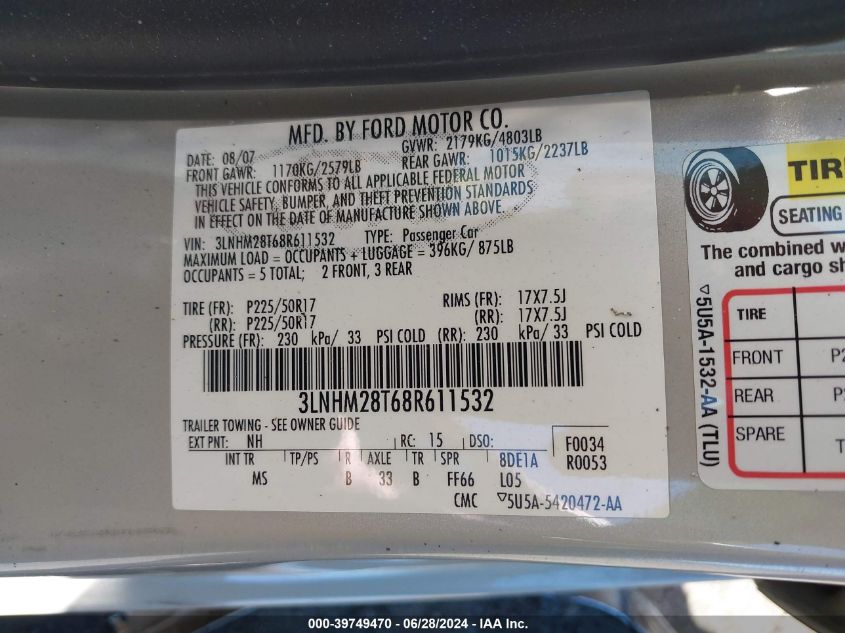 MFD. BY FORD MOTOR CO.
DATE: 08/07 GVWR: 2179KG/4803LB
FRONT GAWR: 1170KG/2579LB REAR GAWR: 1015KG/2237LB
THIS VEHICLE CONFORMS TO ALL APPLICABLE FEDERAL MOTOR
VEHICLE SAFETY, BUMPER, AND THEFT PREVENTION STANDARDS
IN EFFECT ON THE DATE OF MANUFACTURE SHOWN ABOVE.
VIN: 3LNHM28T68R611532 TYPE: Passenger Car
MAXIMUM LOAD = OCCUPANTS + LUGGAGE = 396KG/ 875LB
OCCUPANTS = 5 TOTAL; 2 FRONT, 3 REAR
TIRE (FR): P225/50R17 RIMS (FR): 17X7.5J
(RR): P225/50R17 (RR): 17X7.5J
PRESSURE (FR): 230 kPa/ 33 PSI COLD (RR): 230 kPa/ 33 PSI COLD
3LNHM28T68R611532
TRAILER TOWING - SEE OWNER GUIDE
EXT PNT: NH RC: 15 DSO: F0034
INT TR TP/PS R AXLE TR SPR 8DE1A R0053
MS B 33 B FF66 L05
CMC ▽5U5A-5420472-AA
TIR
SEATING
The combined w
and cargo sh
TIRE
FRONT P2
REAR P
SPARE T
▽5U5A-1532-AA (TLU)
000-39749470 - 06/28/2024 - IAA Inc.